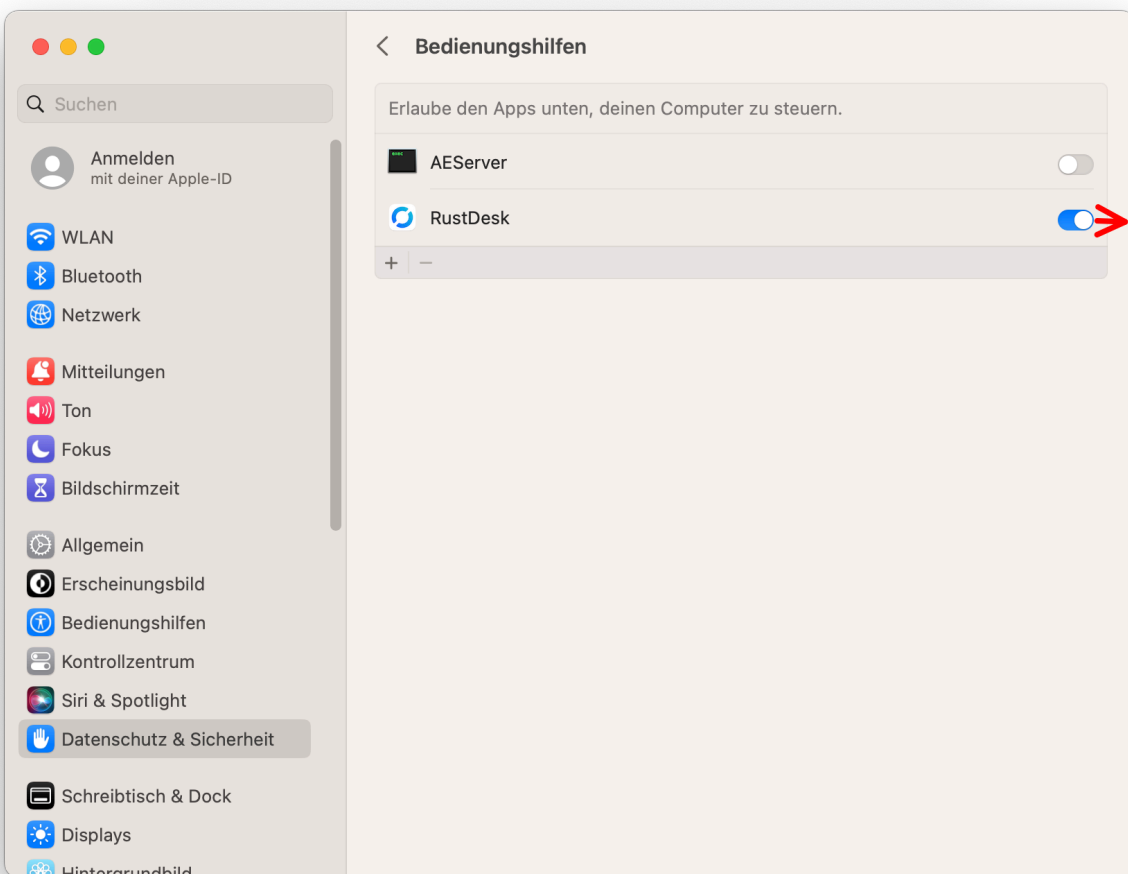 Bedienungshilfen
Suchen
Erlaube den Apps unten, deinen Computer zu steuern.
Anmelden
mit deiner Apple-ID
AEServer
RustDesk
WLAN
Bluetooth
Netzwerk
Mitteilungen
Ton
Fokus
Bildschirmzeit
Allgemein
Erscheinungsbild
Bedienungshilfen
Kontrollzentrum
Siri & Spotlight
Datenschutz & Sicherheit
Schreibtisch & Dock
Displays
Hintergrundbild